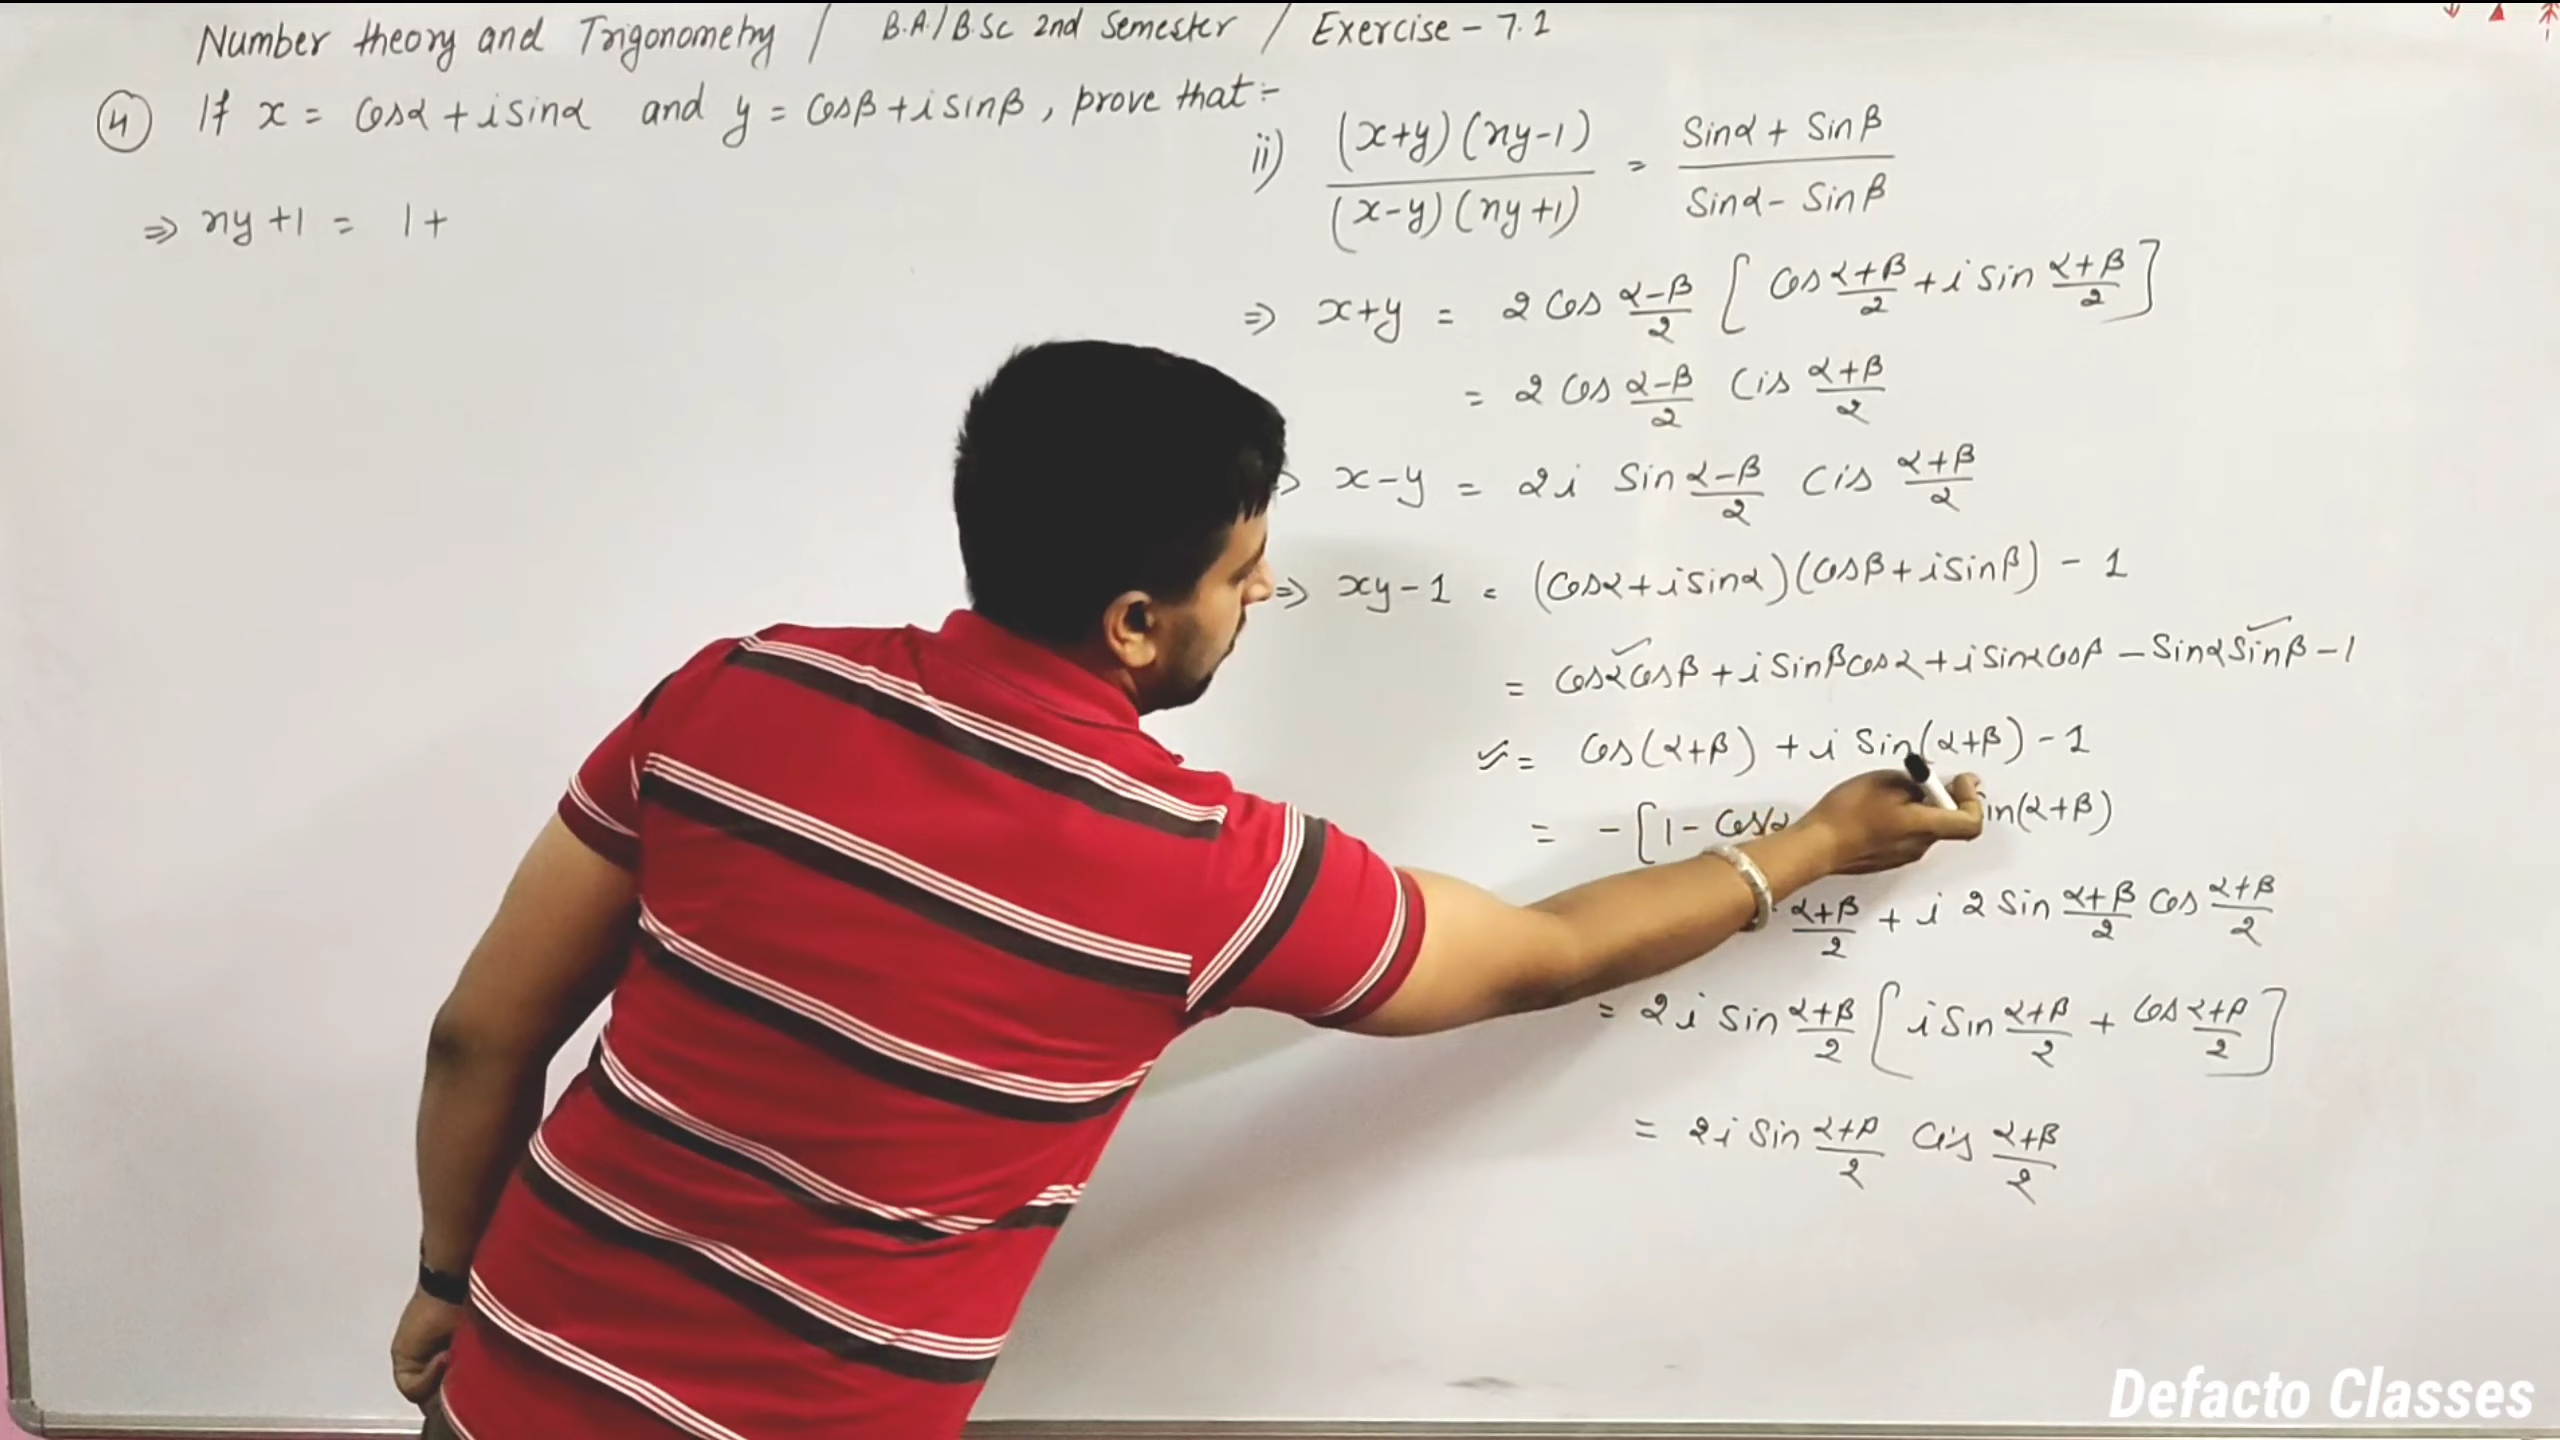 Number theory and Trigonometry / B.A./B.Sc 2nd Semester / Exercise - 7.1
④ If x = Cosα + i Sinα and y = Cosβ + i Sinβ, prove that :-
ii) (x+y)(xy-1) / (x-y)(xy+1) = Sinα + Sinβ / Sinα - Sinβ
⇒ xy + 1 = 1 +
⇒ x+y = 2 Cos α-β/2 [Cos α+β/2 + i Sin α+β/2]
= 2 Cos α-β/2 Cis α+β/2
⇒ x-y = 2i Sin α-β/2 Cis α+β/2
⇒ xy - 1 = (Cosα + i Sinα)(Cosβ + i Sinβ) - 1
= Cosα Cosβ + i Sinβ Cosα + i Sinα Cosβ - Sinα Sinβ - 1
= Cos(α+β) + i Sin(α+β) - 1
= -[1 - Cos in(α+β)
α+β/2 + i 2 Sin α+β/2 Cos α+β/2
= 2i Sin α+β/2 [i Sin α+β/2 + Cos α+β/2]
= 2i Sin α+β/2 Cis α+β/2
Defacto Classes